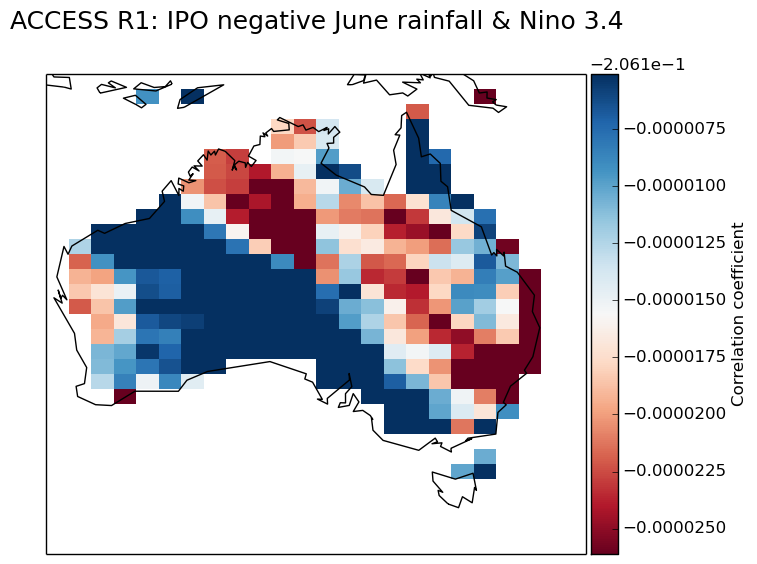 ACCESS R1: IPO negative June rainfall & Nino 3.4
−2.061e−1
−0.0000075
−0.0000100
−0.0000125
−0.0000150
−0.0000175
−0.0000200
−0.0000225
−0.0000250
Correlation coefficient